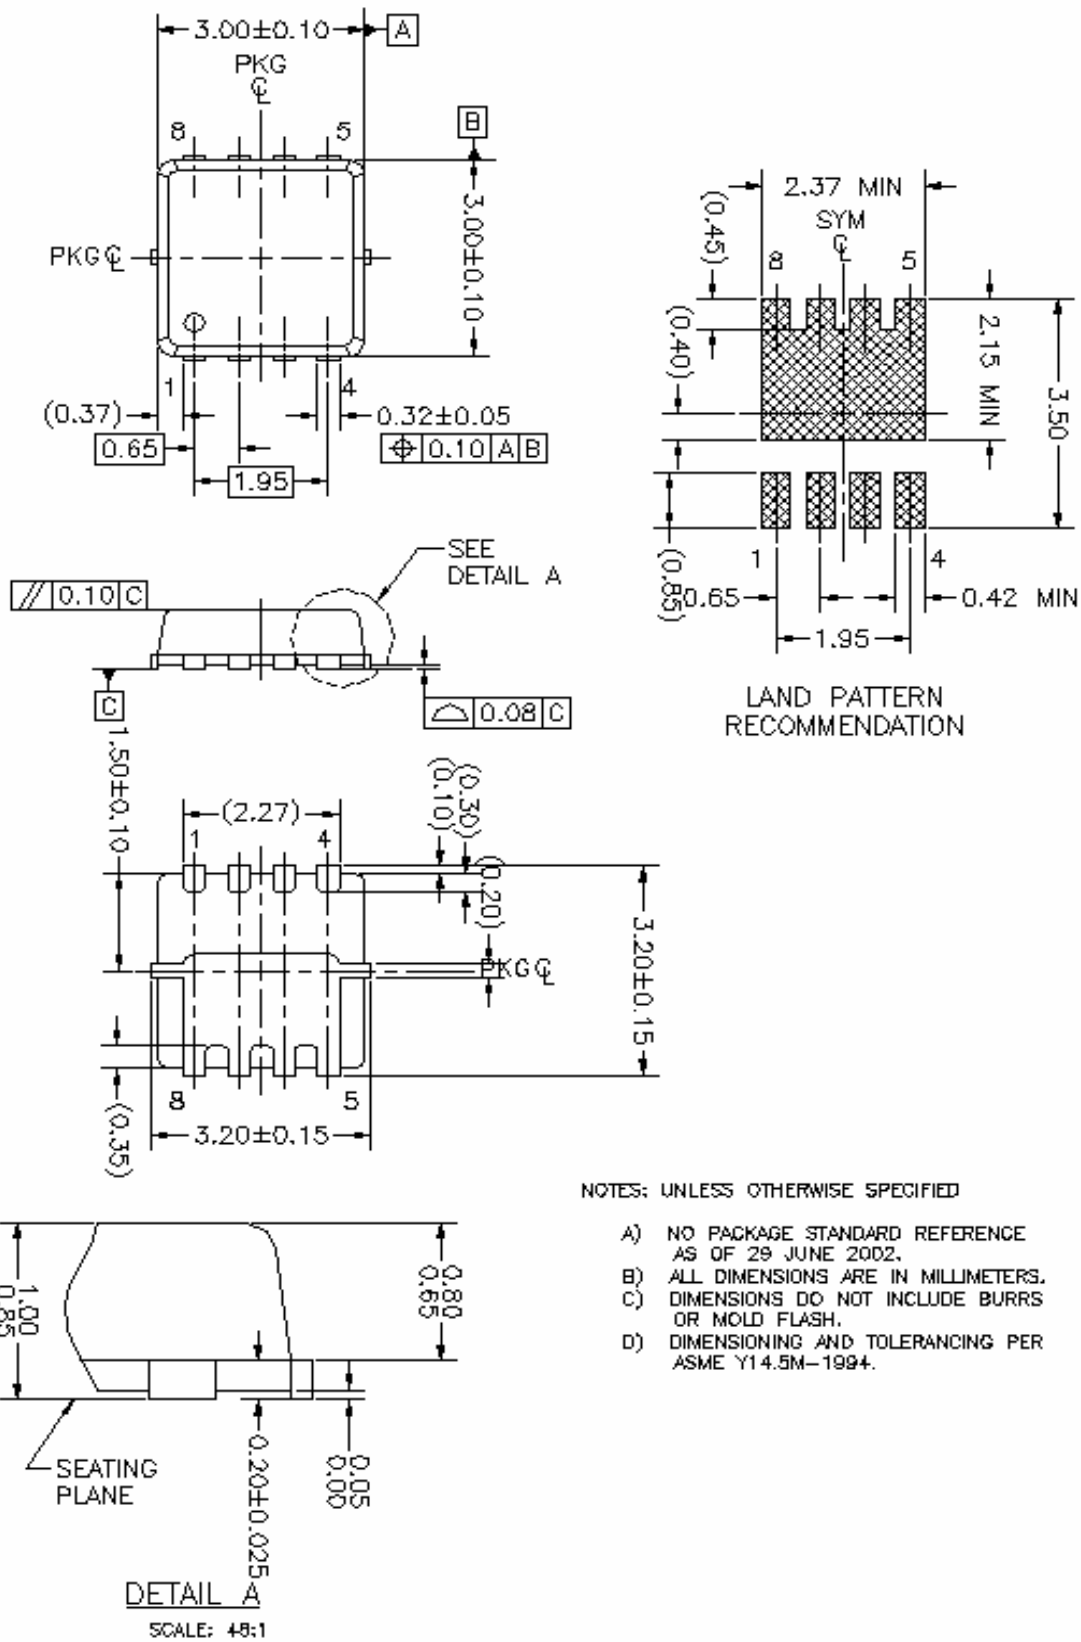 3.00±0.10
A
PKG
CL
8
5
B
3.00±0.10
PKG CL
1
4
(0.37)
0.32±0.05
0.65
0.10 A B
1.95
2.37 MIN
SYM
CL
(0.45)
8
5
(0.40)
2.15 MIN
3.50
1
4
(0.85)
0.65
0.42 MIN
1.95
LAND PATTERN
RECOMMENDATION
SEE
DETAIL A
// 0.10 C
C
0.08 C
1.50±0.10
(2.27)
(0.10)
(0.30)
1
4
(0.20)
PKG CL
3.20±0.15
8
5
(0.35)
3.20±0.15
NOTES: UNLESS OTHERWISE SPECIFIED
A) NO PACKAGE STANDARD REFERENCE
AS OF 29 JUNE 2002.
B) ALL DIMENSIONS ARE IN MILLIMETERS.
C) DIMENSIONS DO NOT INCLUDE BURRS
OR MOLD FLASH.
D) DIMENSIONING AND TOLERANCING PER
ASME Y14.5M-1994.
1.00
0.85
0.80
0.65
SEATING
PLANE
0.20±0.025
0.05
0.00
DETAIL A
SCALE: 48:1